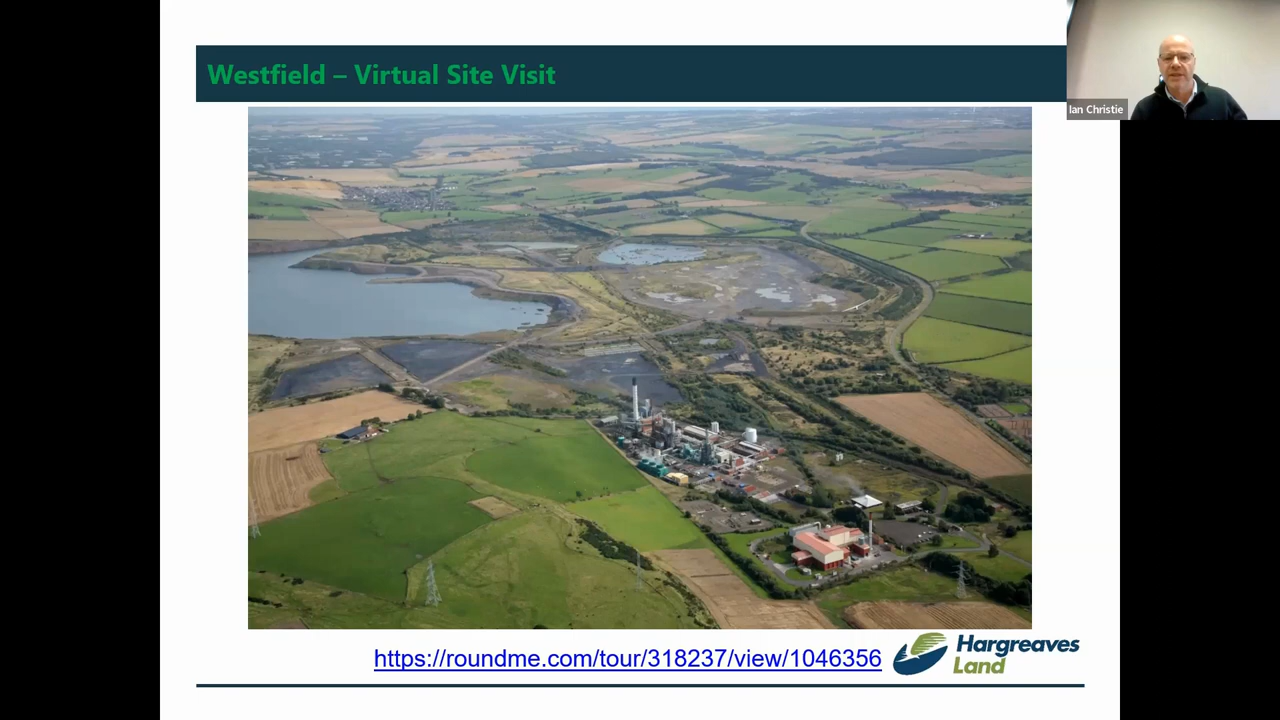 Westfield – Virtual Site Visit
Ian Christie
https://roundme.com/tour/318237/view/1046356
Hargreaves
Land